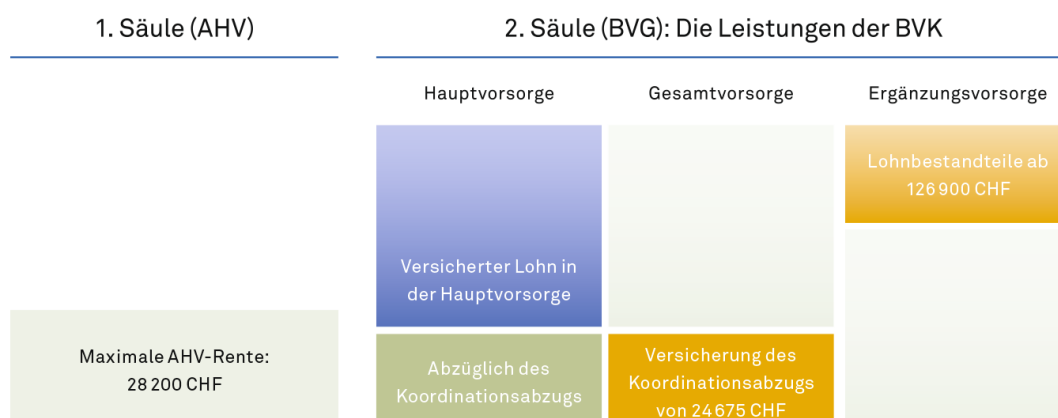 1. Säule (AHV)
2. Säule (BVG): Die Leistungen der BVK
Hauptvorsorge
Gesamtvorsorge
Ergänzungsvorsorge
Lohnbestandteile ab
126 900 CHF
Versicherter Lohn in
der Hauptvorsorge
Maximale AHV-Rente:
28 200 CHF
Abzüglich des
Koordinationsabzugs
Versicherung des
Koordinationsabzugs
von 24 675 CHF